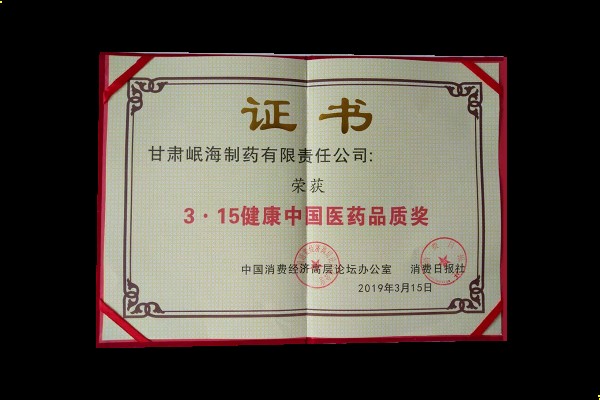 证书
甘肃岷海制药有限责任公司:
荣获
3·15健康中国医药品质奖
中国消费经济高层论坛办公室 消费日报社
2019年3月15日